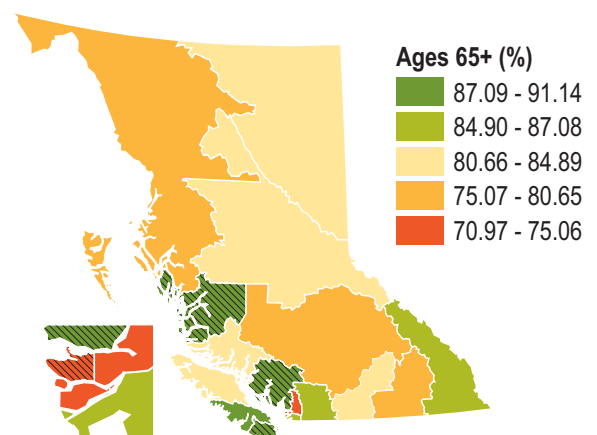 Ages 65+ (%)
87.09 - 91.14
84.90 - 87.08
80.66 - 84.89
75.07 - 80.65
70.97 - 75.06